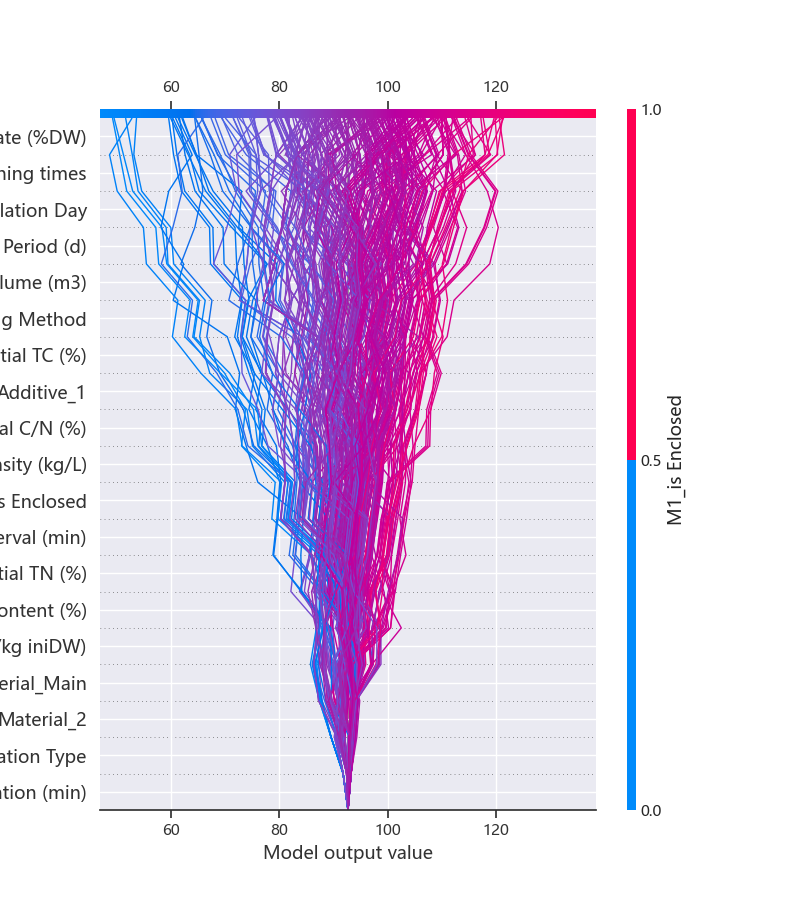 60 80 100 120
1.0
ate (%DW)
ning times
lation Day
Period (d)
lume (m3)
g Method
tial TC (%)
Additive_1
al C/N (%)
0.5
M1_is Enclosed
sity (kg/L)
s Enclosed
erval (min)
tial TN (%)
ontent (%)
/kg iniDW)
erial_Main
Material_2
ation Type
ation (min)
0.0
60 80 100 120
Model output value